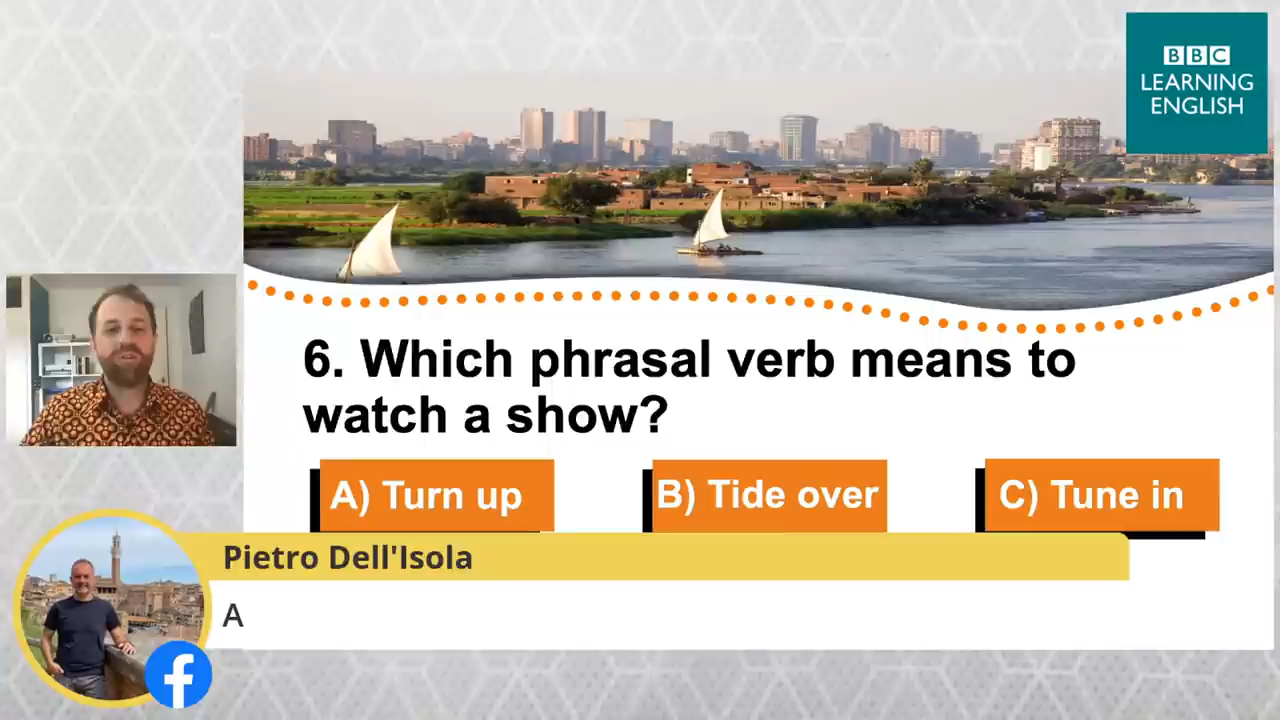 BBC
LEARNING
ENGLISH
6. Which phrasal verb means to
watch a show?
A) Turn up
B) Tide over
C) Tune in
Pietro Dell'Isola
A